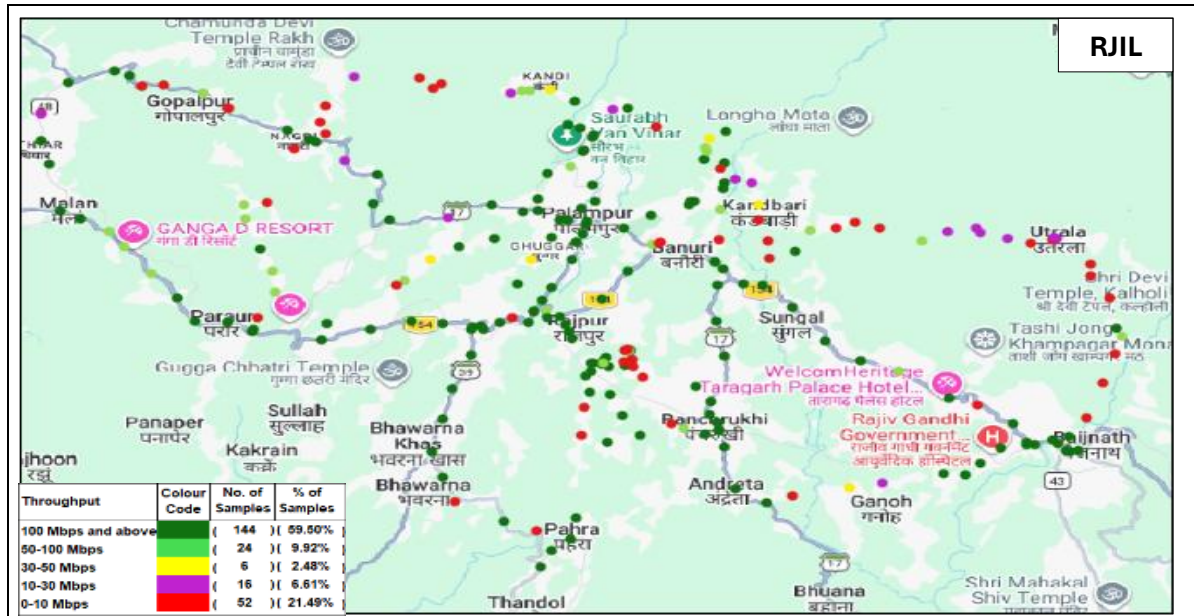 RJIL
Chamunda Devi
Temple Rakh
प्राचीन चामुंडा
KANDI
Gopalpur
गोपालपुर
48
Saurabh
Van Vihar
सौरभ
वन विहार
Langha Mata
लांघा माता
NAGRI
Malan
GANGA D RESORT
गंगा डी रिसॉर्ट
17
Palampur
पालमपुर
Kandbari
कंडबाड़ी
Utrala
उतराला
GHUGGAR
घुग्गर
Banuri
बनौरी
Shri Devi
Temple, Kalholi
श्री देवी टेंपल, कल्होली
Paraur
परौर
154
154
Rajpur
राजपुर
Sungal
सुंगल
17
Tashi Jong
Khampagar Mona
Gugga Chhatri Temple
गुग्गा छतरी मंदिर
39
WelcomHeritage
Taragarh Palace Hotel...
तारागढ़ पैलेस होटल...
Sullah
सुल्लाह
Panaper
पनापेर
Kakrain
कक्रें
Bhawarna
Khas
भवरना खास
Panchrukhi
पंचरुखी
Rajiv Gandhi
Government...
राजीव गांधी गवर्नमेंट
आयुर्वेदिक हॉस्पिटल
H
Baijnath
Bhawarna
भवरना
Andreta
अंद्रेता
Ganoh
गनोह
43
Pahra
पहरा
17
Bhuana
Thandol
Shri Mahakal
Shiv Temple
Throughput Colour Code No. of Samples % of Samples
100 Mbps and above ( 144 )( 59.50% )
50-100 Mbps ( 24 )( 9.92% )
30-50 Mbps ( 6 )( 2.48% )
10-30 Mbps ( 16 )( 6.61% )
0-10 Mbps ( 52 )( 21.49% )